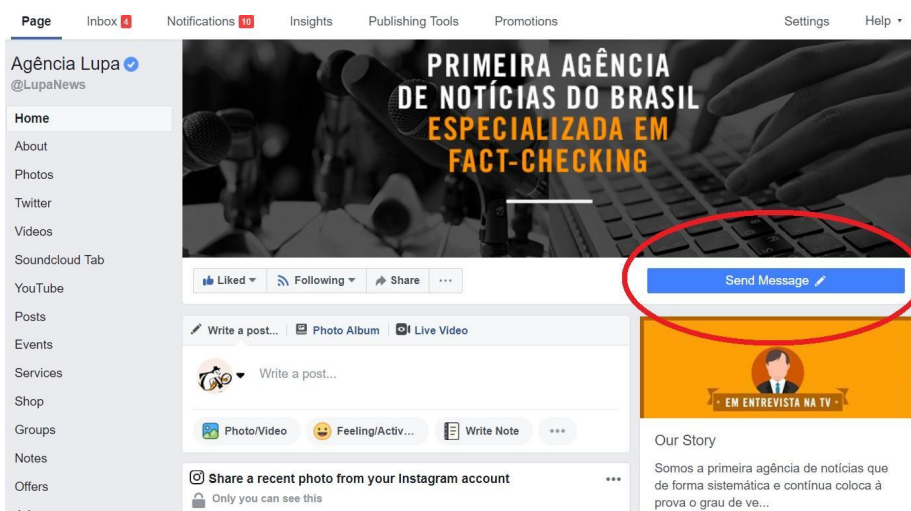 Page Inbox 4 Notifications 10 Insights Publishing Tools Promotions Settings Help
Agência Lupa
@LupaNews
Home
About
Photos
Twitter
Videos
Soundcloud Tab
YouTube
Posts
Events
Services
Shop
Groups
Notes
Offers
PRIMEIRA AGÊNCIA
DE NOTÍCIAS DO BRASIL
ESPECIALIZADA EM
FACT-CHECKING
Liked Following Share ...
Send Message
Write a post... Photo Album Live Video
Write a post...
Photo/Video Feeling/Activ... Write Note ...
Share a recent photo from your Instagram account ...
Only you can see this
• EM ENTREVISTA NA TV •
Our Story
Somos a primeira agência de notícias que
de forma sistemática e contínua coloca à
prova o grau de ve...